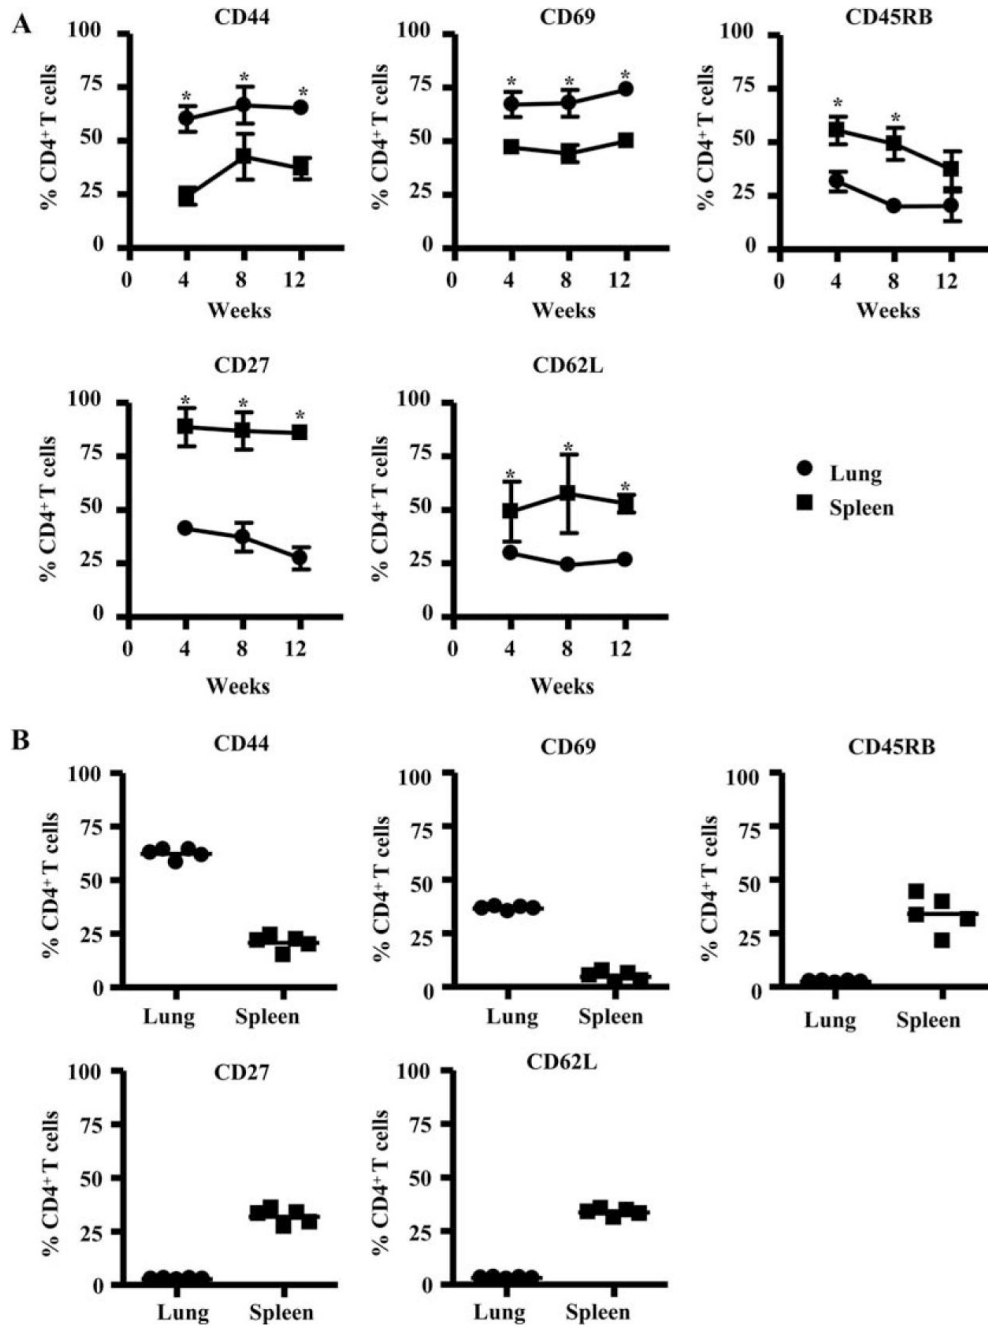 A
CD44
% CD4+ T cells
100
75
50
25
0
0
4
8
12
Weeks
*
*
*
CD69
% CD4+ T cells
100
75
50
25
0
0
4
8
12
Weeks
*
*
*
CD45RB
% CD4+ T cells
100
75
50
25
0
0
4
8
12
Weeks
*
*
CD27
% CD4+ T cells
100
75
50
25
0
0
4
8
12
Weeks
*
*
*
CD62L
% CD4+ T cells
100
75
50
25
0
0
4
8
12
Weeks
*
*
*
Lung
Spleen
B
CD44
% CD4+ T cells
100
75
50
25
0
Lung Spleen
CD69
% CD4+ T cells
100
75
50
25
0
Lung Spleen
CD45RB
% CD4+ T cells
100
75
50
25
0
Lung Spleen
CD27
% CD4+ T cells
100
75
50
25
0
Lung Spleen
CD62L
% CD4+ T cells
100
75
50
25
0
Lung Spleen